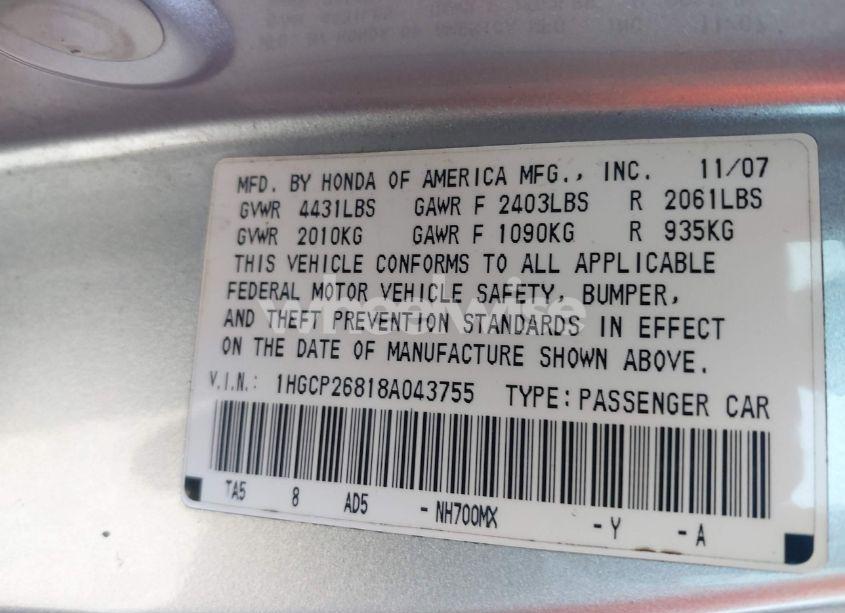 MFD. BY HONDA OF AMERICA MFG., INC. 11/07
GVWR 4431LBS GAWR F 2403LBS R 2061LBS
GVWR 2010KG GAWR F 1090KG R 935KG
THIS VEHICLE CONFORMS TO ALL APPLICABLE
FEDERAL MOTOR VEHICLE SAFETY, BUMPER,
AND THEFT PREVENTION STANDARDS IN EFFECT
ON THE DATE OF MANUFACTURE SHOWN ABOVE.
V.I.N.: 1HGCP26818A043755 TYPE: PASSENGER CAR
TA5 8 AD5 -NH700MX -Y -A
wheelwise